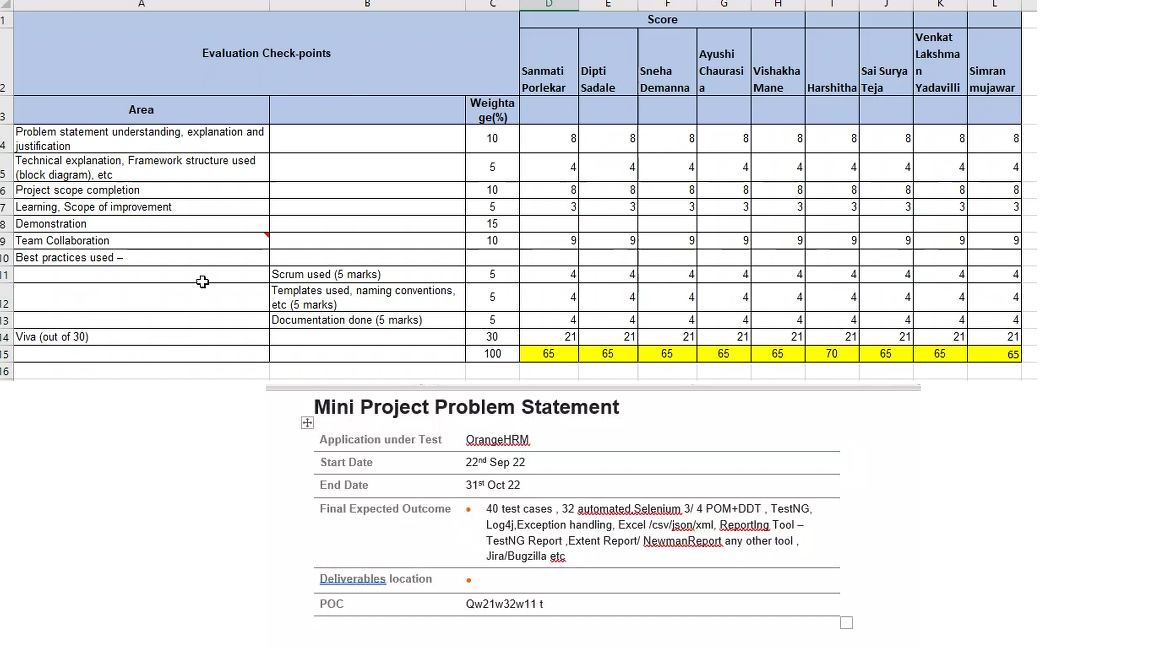 A B C D E F G H I J K L
1 Score
2 Evaluation Check-points Sanmati Porlekar Dipti Sadale Sneha Demanna Ayushi Chaurasi a Vishakha Mane Harshitha Sai Surya Teja Venkat Lakshma n Yadavilli Simran mujawar
3 Area Weighta ge(%)
4 Problem statement understanding, explanation and justification 10 8 8 8 8 8 8 8 8 8
5 Technical explanation, Framework structure used (block diagram), etc 5 4 4 4 4 4 4 4 4 4
6 Project scope completion 10 8 8 8 8 8 8 8 8 8
7 Learning, Scope of improvement 5 3 3 3 3 3 3 3 3 3
8 Demonstration 15
9 Team Collaboration 10 9 9 9 9 9 9 9 9 9
10 Best practices used –
11 Scrum used (5 marks) 5 4 4 4 4 4 4 4 4 4
12 Templates used, naming conventions, etc (5 marks) 5 4 4 4 4 4 4 4 4 4
13 Documentation done (5 marks) 5 4 4 4 4 4 4 4 4 4
14 Viva (out of 30) 30 21 21 21 21 21 21 21 21 21
15 100 65 65 65 65 65 70 65 65 65
16
Mini Project Problem Statement
Application under Test OrangeHRM
Start Date 22nd Sep 22
End Date 31st Oct 22
Final Expected Outcome • 40 test cases , 32 automated,Selenium 3/ 4 POM+DDT , TestNG,
Log4j,Exception handling, Excel /csv/json/xml, ReportIng Tool –
TestNG Report ,Extent Report/ NewmanReport any other tool ,
Jira/Bugzilla etc
Deliverables location •
POC Qw21w32w11 t